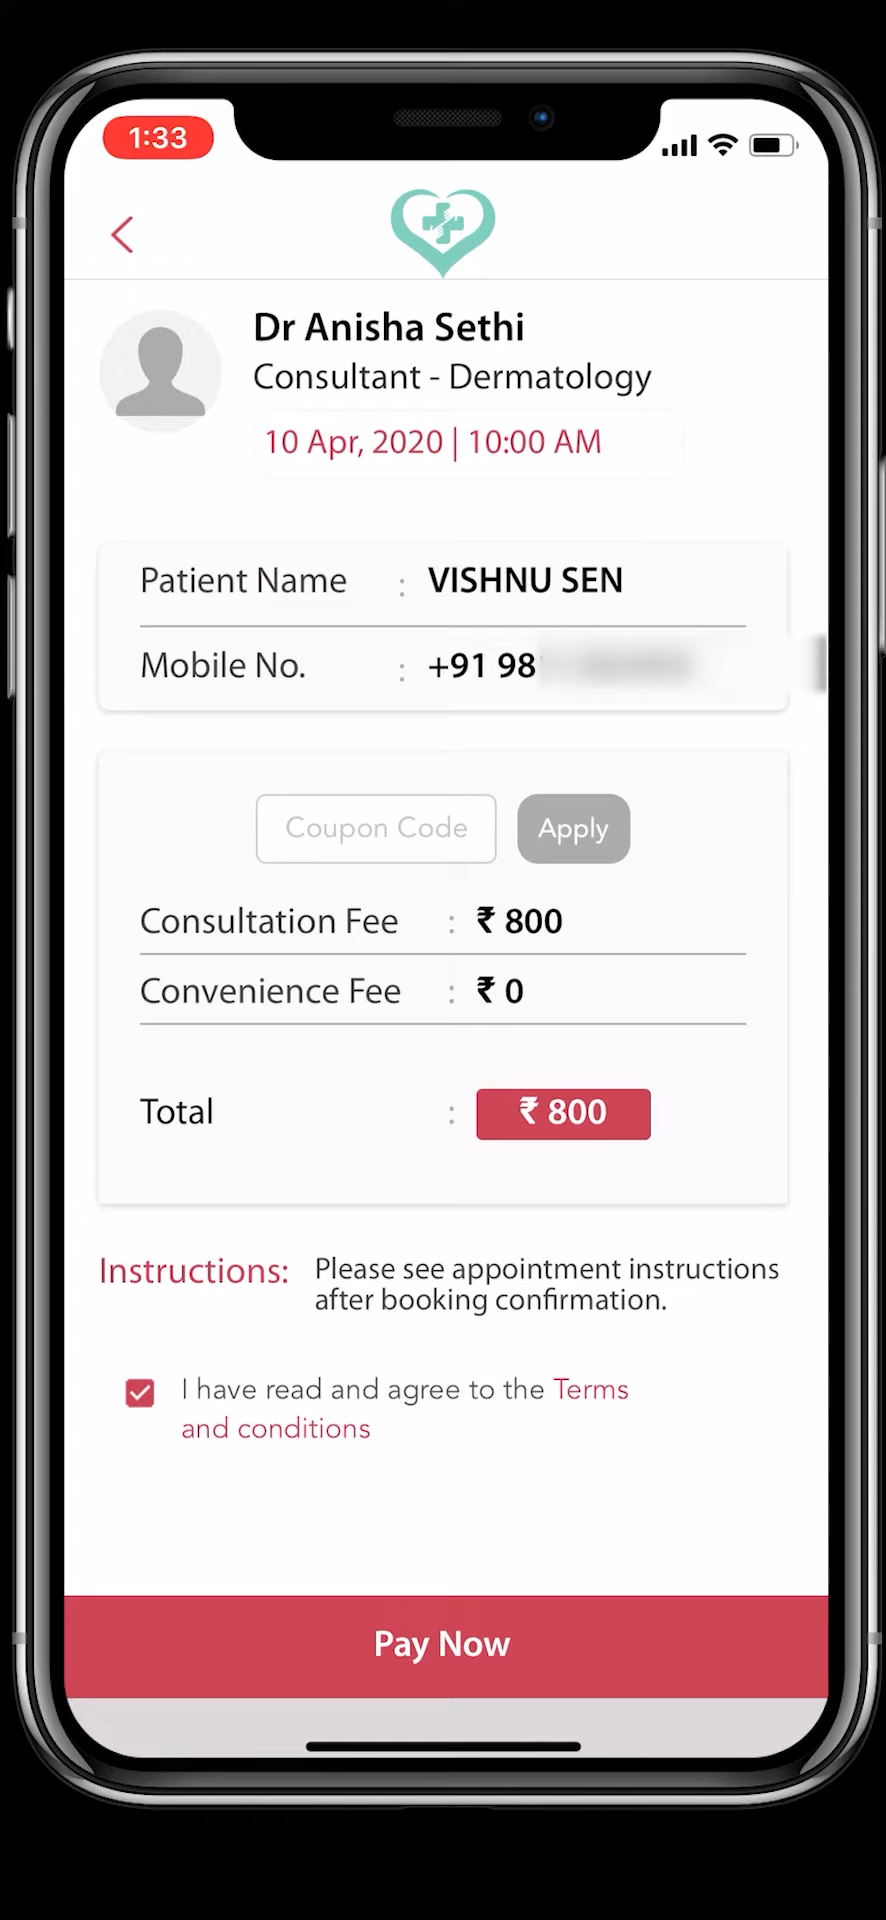 1:33
Dr Anisha Sethi
Consultant - Dermatology
10 Apr, 2020 | 10:00 AM
Patient Name : VISHNU SEN
Mobile No. : +91 98
Coupon Code Apply
Consultation Fee : ₹ 800
Convenience Fee : ₹ 0
Total : ₹ 800
Instructions: Please see appointment instructions
after booking confirmation.
I have read and agree to the Terms
and conditions
Pay Now